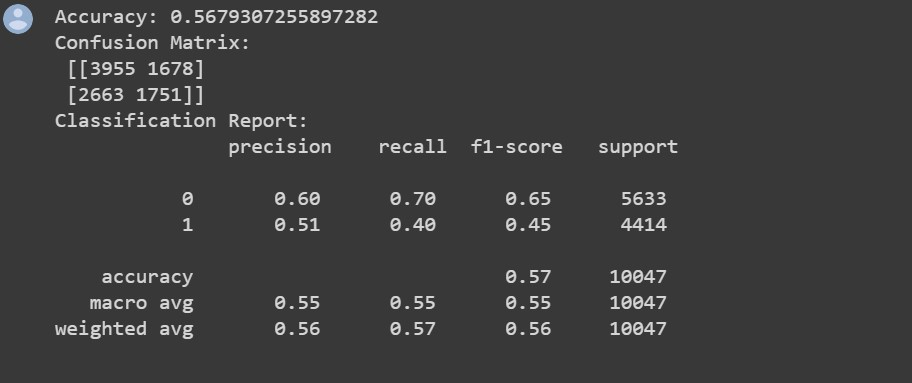 Accuracy: 0.5679307255897282
Confusion Matrix:
[[3955 1678]
[2663 1751]]
Classification Report:
precision recall f1-score support
0 0.60 0.70 0.65 5633
1 0.51 0.40 0.45 4414
accuracy 0.57 10047
macro avg 0.55 0.55 0.55 10047
weighted avg 0.56 0.57 0.56 10047